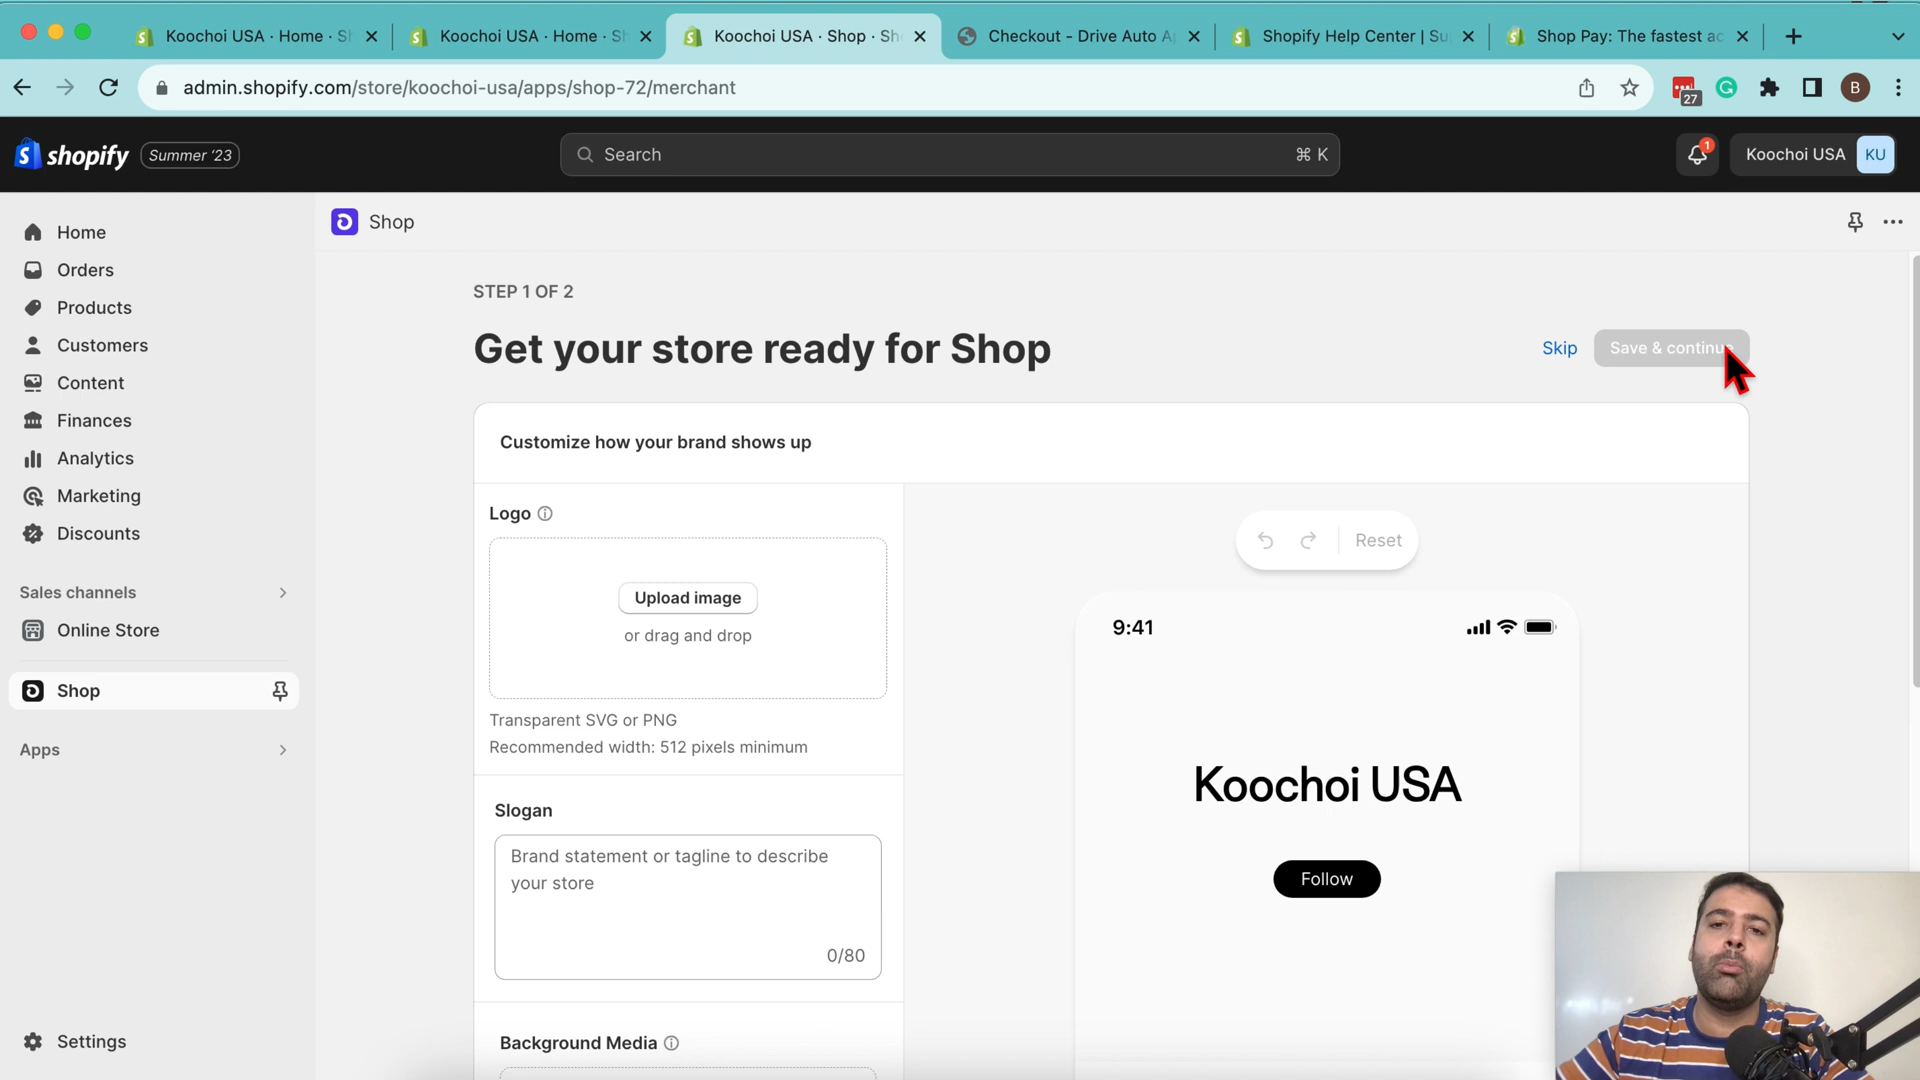 Koochoi USA · Home · Sh
Koochoi USA · Home · Sh
Koochoi USA · Shop · Sh
Checkout - Drive Auto A
Shopify Help Center | Su
Shop Pay: The fastest ac
admin.shopify.com/store/koochoi-usa/apps/shop-72/merchant
27
B
shopify
Summer '23
Search
⌘ K
1
Koochoi USA
KU
Home
Orders
Products
Customers
Content
Finances
Analytics
Marketing
Discounts
Sales channels
Online Store
Shop
Apps
Settings
Shop
STEP 1 OF 2
Get your store ready for Shop
Skip
Save & continue
Customize how your brand shows up
Logo
Upload image
or drag and drop
Transparent SVG or PNG
Recommended width: 512 pixels minimum
Slogan
Brand statement or tagline to describe
your store
0/80
Background Media
Reset
9:41
Koochoi USA
Follow